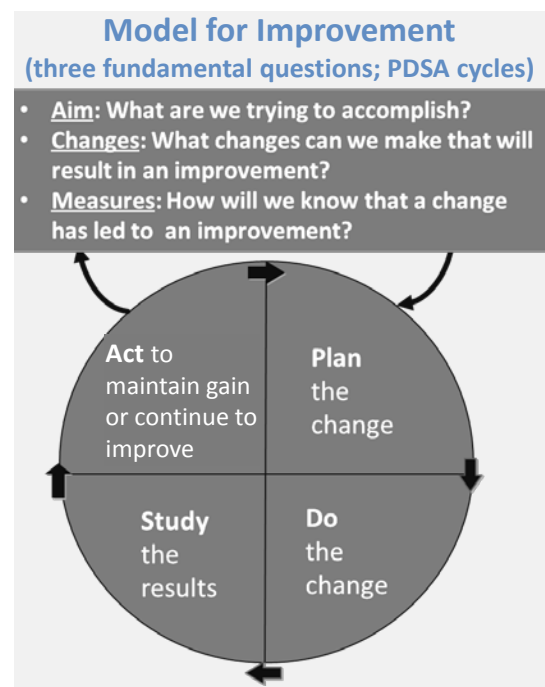 Model for Improvement
(three fundamental questions; PDSA cycles)
• Aim: What are we trying to accomplish?
• Changes: What changes can we make that will
result in an improvement?
• Measures: How will we know that a change
has led to an improvement?
Act to
maintain gain
or continue to
improve
Plan
the
change
Study
the
results
Do
the
change